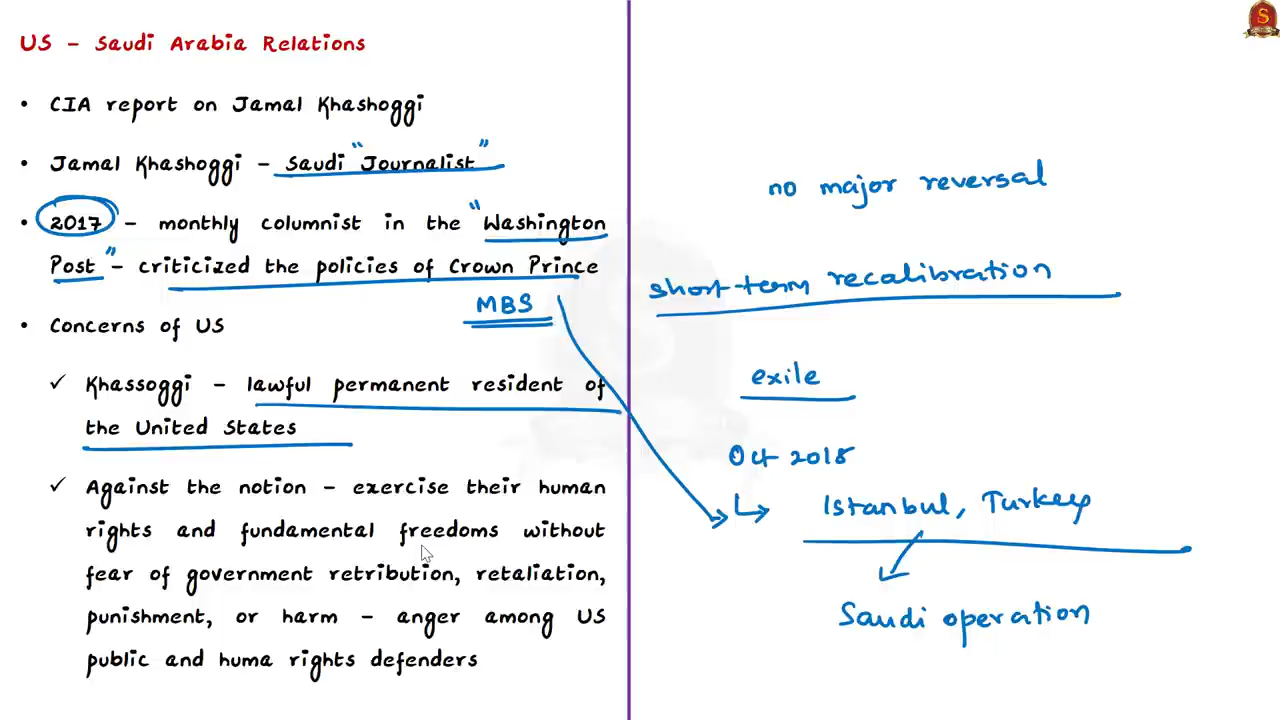 US – Saudi Arabia Relations
• CIA report on Jamal Khashoggi
• Jamal Khashoggi – Saudi "Journalist"
• 2017 – monthly columnist in the "Washington
Post" – criticized the policies of Crown Prince
MBS
• Concerns of US
✓ Khassoggi – lawful permanent resident of
the United States
✓ Against the notion – exercise their human
rights and fundamental freedoms without
fear of government retribution, retaliation,
punishment, or harm – anger among US
public and huma rights defenders
no major reversal
short-term recalibration
exile
Oct 2018
Istanbul, Turkey
Saudi operation